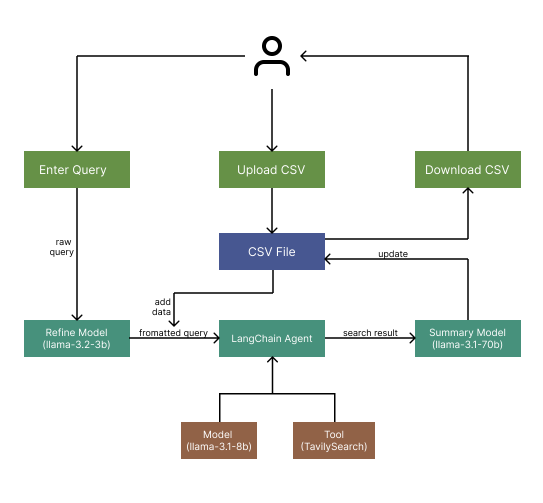 Enter Query
Upload CSV
Download CSV
raw
query
CSV File
update
add
data
Refine Model
(llama-3.2-3b)
fromatted query
LangChain Agent
search result
Summary Model
(llama-3.1-70b)
Model
(llama-3.1-8b)
Tool
(TavilySearch)